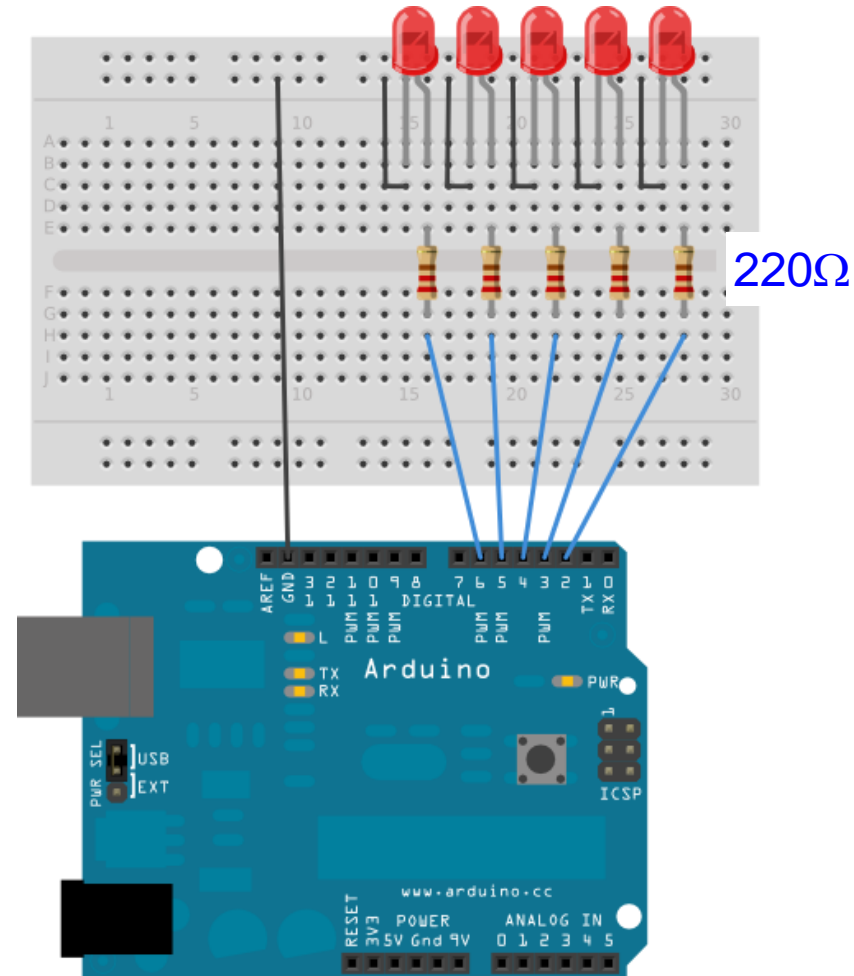 1 5 10 15 20 25 30
A
B
C
D
E
220Ω
F
G
H
I
J
1 5 10 15 20 25 30
AREF GND 13 12 11 10 9 8 7 6 5 4 3 2 1 0
PWM PWM PWM PWM PWM PWM TX RX
DIGITAL
L
TX
RX
Arduino
PWR
1
ICSP
PWR SEL
USB
EXT
www.arduino.cc
RESET 3V3 5V Gnd 9V
POWER
ANALOG IN
0 1 2 3 4 5